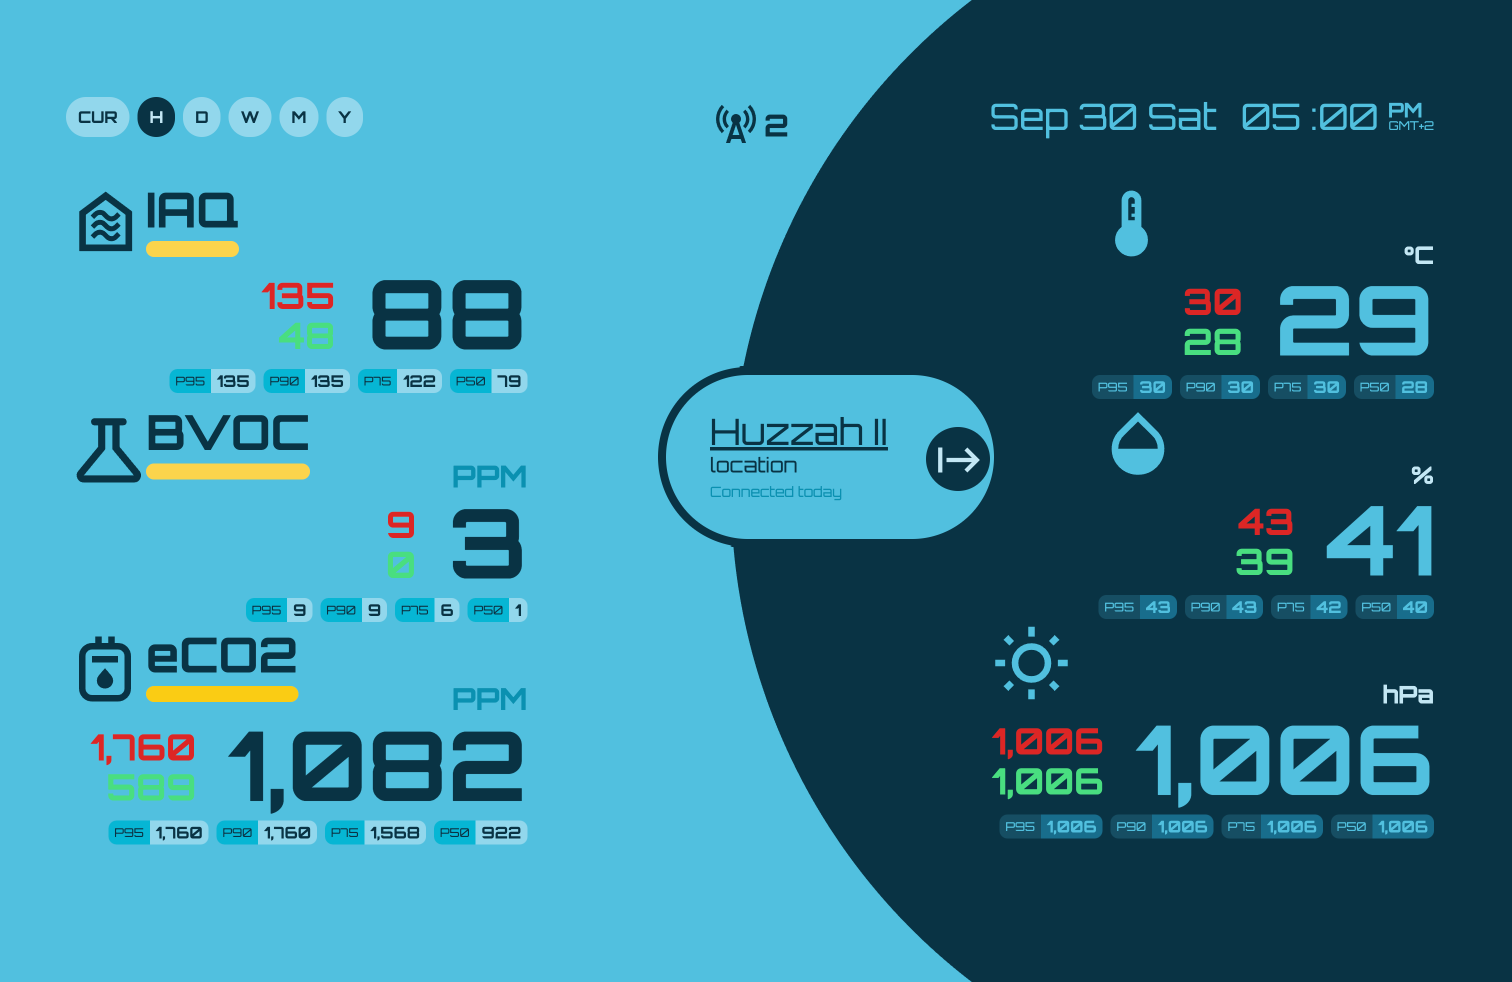 CUR H D W M Y
A 2
Sep 30 Sat 05 :00 PM
GMT+2
IAQ
135
48
88
P95 135 P90 135 P75 122 P50 79
BVOC
PPM
9
0
3
P95 9 P90 9 P75 6 P50 1
eCO2
PPM
1,760
589
1,082
P95 1,760 P90 1,760 P75 1,568 P50 922
Huzzah II
location
Connected today
°C
30
28
29
P95 30 P90 30 P75 30 P50 28
%
43
39
41
P95 43 P90 43 P75 42 P50 40
hPa
1,006
1,006
1,006
P95 1,006 P90 1,006 P75 1,006 P50 1,006